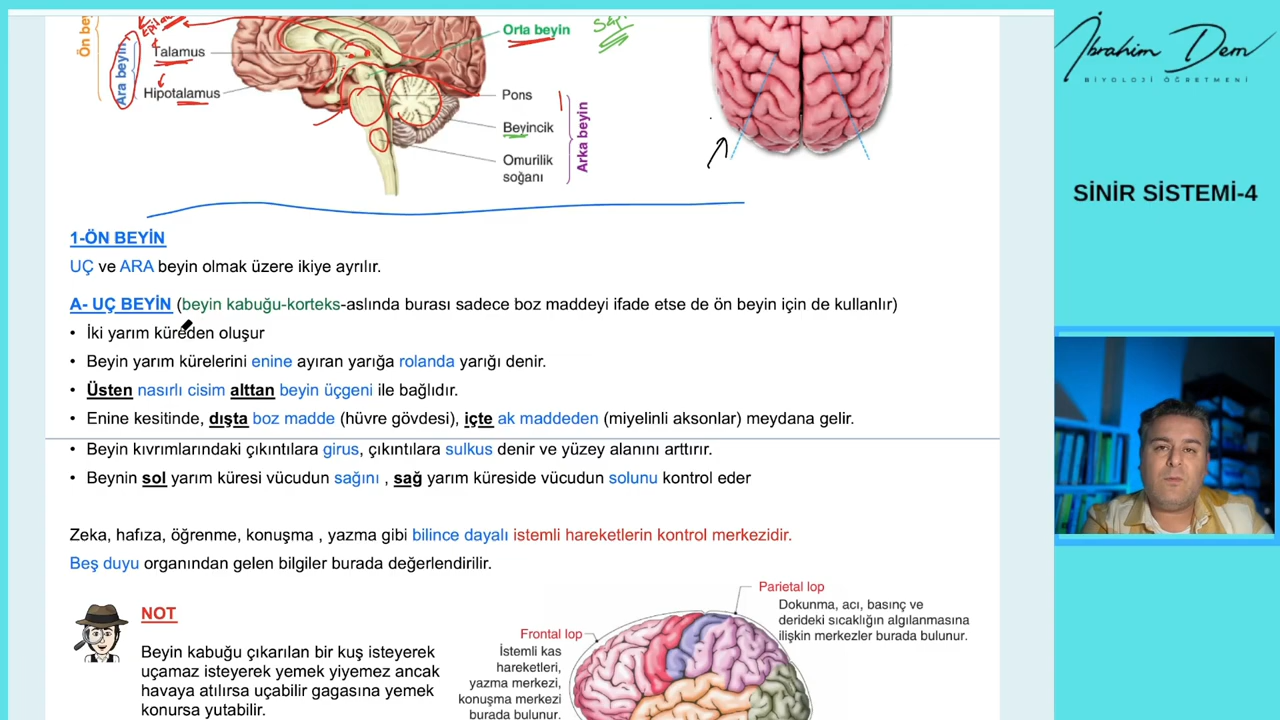 Ön bey
Ara beyin
Talamus
Hipotalamus
Orta beyin
Pons
Beyincik
Omurilik
soğanı
Arka beyin
İbrahim Dem
BİYOLOJİ ÖĞRETMENİ
SİNİR SİSTEMİ-4
1-ÖN BEYİN
UÇ ve ARA beyin olmak üzere ikiye ayrılır.
A- UÇ BEYİN (beyin kabuğu-korteks-aslında burası sadece boz maddeyi ifade etse de ön beyin için de kullanlır)
• İki yarım küreden oluşur
• Beyin yarım kürelerini enine ayıran yarığa rolanda yarığı denir.
• Üsten nasırlı cisim alttan beyin üçgeni ile bağlıdır.
• Enine kesitinde, dışta boz madde (hüvre gövdesi), içte ak maddeden (miyelinli aksonlar) meydana gelir.
• Beyin kıvrımlarındaki çıkıntılara girus, çıkıntılara sulkus denir ve yüzey alanını arttırır.
• Beynin sol yarım küresi vücudun sağını , sağ yarım küreside vücudun solunu kontrol eder
Zeka, hafıza, öğrenme, konuşma , yazma gibi bilince dayalı istemli hareketlerin kontrol merkezidir.
Beş duyu organından gelen bilgiler burada değerlendirilir.
NOT
Beyin kabuğu çıkarılan bir kuş isteyerek
uçamaz isteyerek yemek yiyemez ancak
havaya atılırsa uçabilir gagasına yemek
konursa yutabilir.
Frontal lop
İstemli kas
hareketleri,
yazma merkezi,
konuşma merkezi
burada bulunur.
Parietal lop
Dokunma, acı, basınç ve
derideki sıcaklığın algılanmasına
ilişkin merkezler burada bulunur.